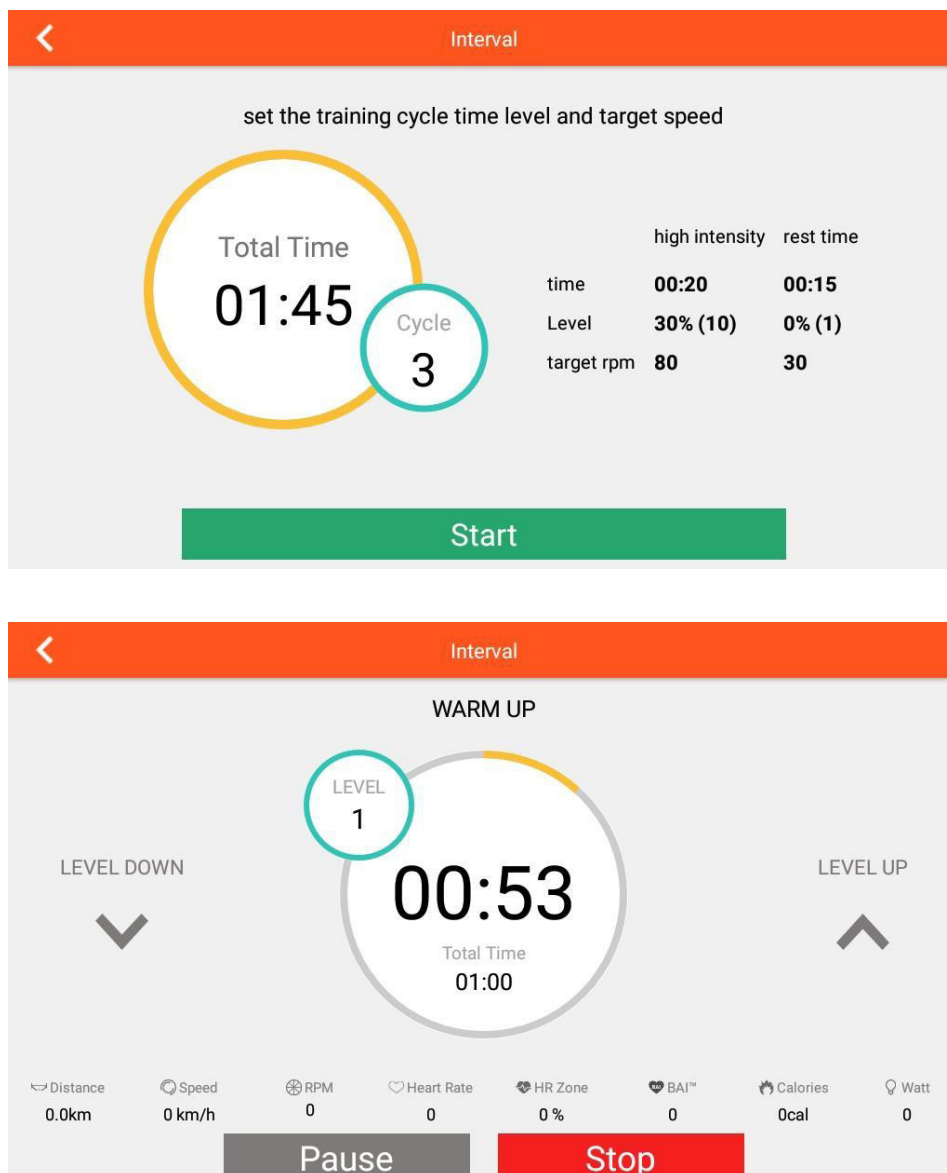 Interval
set the training cycle time level and target speed
Total Time
01:45
Cycle
3
high intensity rest time
time 00:20 00:15
Level 30% (10) 0% (1)
target rpm 80 30
Start
Interval
WARM UP
LEVEL
1
LEVEL DOWN
LEVEL UP
00:53
Total Time
01:00
Distance Speed RPM Heart Rate HR Zone BAI™ Calories Watt
0.0km 0 km/h 0 0 0 % 0 0cal 0
Pause Stop